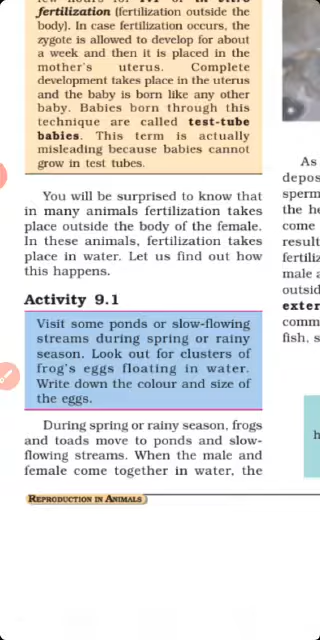 fertilization (fertilization outside the
body). In case fertilization occurs, the
zygote is allowed to develop for about
a week and then it is placed in the
mother's uterus. Complete
development takes place in the uterus
and the baby is born like any other
baby. Babies born through this
technique are called test-tube
babies. This term is actually
misleading because babies cannot
grow in test tubes.
You will be surprised to know that
in many animals fertilization takes
place outside the body of the female.
In these animals, fertilization takes
place in water. Let us find out how
this happens.
Activity 9.1
Visit some ponds or slow-flowing
streams during spring or rainy
season. Look out for clusters of
frog's eggs floating in water.
Write down the colour and size of
the eggs.
During spring or rainy season, frogs
and toads move to ponds and slow-
flowing streams. When the male and
female come together in water, the
REPRODUCTION IN ANIMALS
As
depos
sperm
the he
come
result
fertiliz
male a
outsid
exter
comm
fish, s
h